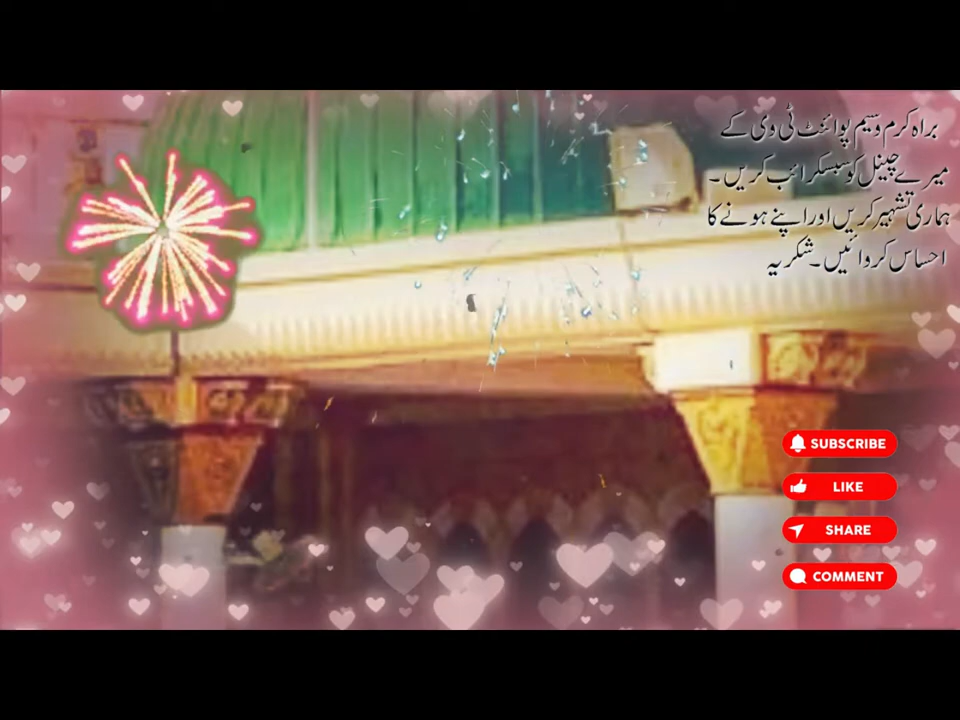 براہ کرم وسیم پوائنٹ ٹی وی کے
میرے چینل کو سبسکرائب کریں۔
ہماری تشہیر کریں اور اپنے ہونے کا
احساس کروائیں۔ شکریہ
SUBSCRIBE
LIKE
SHARE
COMMENT